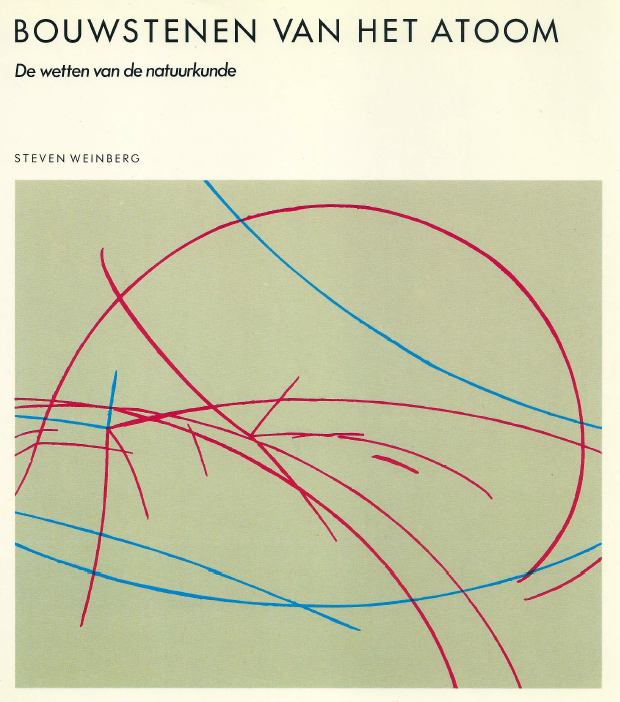 BOUWSTENEN VAN HET ATOOM
De wetten van de natuurkunde
STEVEN WEINBERG